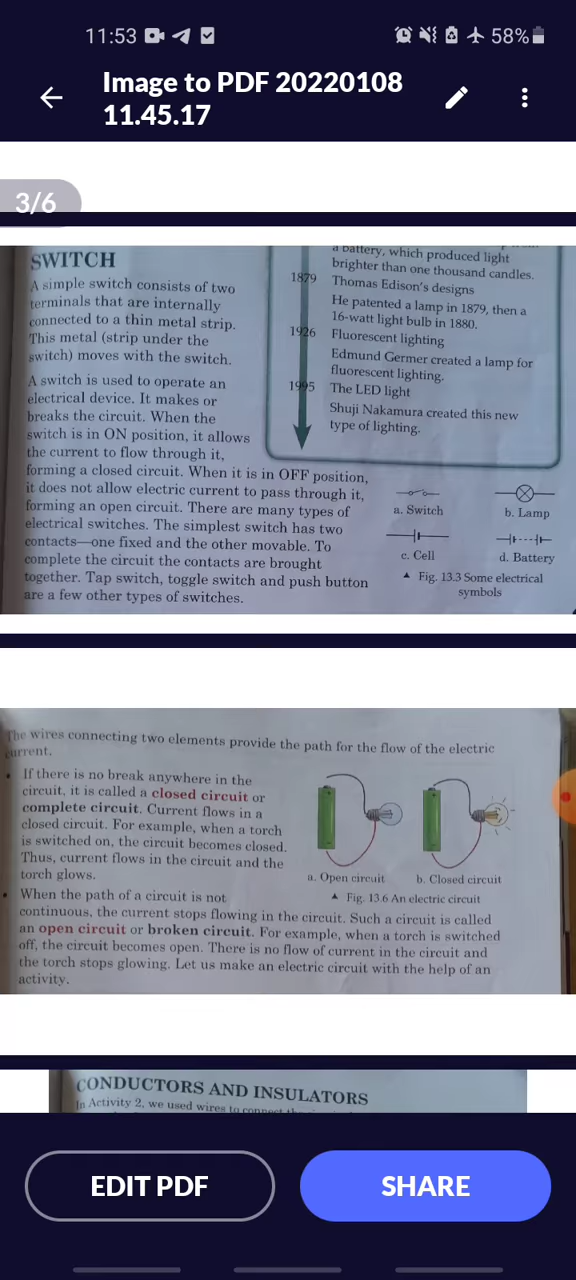 11:53
58%
Image to PDF 20220108
11.45.17
3/6
SWITCH
A simple switch consists of two
terminals that are internally
connected to a thin metal strip.
This metal (strip under the
switch) moves with the switch.
A switch is used to operate an
electrical device. It makes or
breaks the circuit. When the
switch is in ON position, it allows
the current to flow through it,
forming a closed circuit. When it is in OFF position,
it does not allow electric current to pass through it,
forming an open circuit. There are many types of
electrical switches. The simplest switch has two
contacts—one fixed and the other movable. To
complete the circuit the contacts are brought
together. Tap switch, toggle switch and push button
are a few other types of switches.
a battery, which produced light
brighter than one thousand candles.
1879 Thomas Edison's designs
He patented a lamp in 1879, then a
16-watt light bulb in 1880.
1926 Fluorescent lighting
Edmund Germer created a lamp for
fluorescent lighting.
1995 The LED light
Shuji Nakamura created this new
type of lighting.
a. Switch
b. Lamp
c. Cell
d. Battery
▲ Fig. 13.3 Some electrical
symbols
The wires connecting two elements provide the path for the flow of the electric
current.
• If there is no break anywhere in the
circuit, it is called a closed circuit or
complete circuit. Current flows in a
closed circuit. For example, when a torch
is switched on, the circuit becomes closed.
Thus, current flows in the circuit and the
torch glows.
a. Open circuit
b. Closed circuit
▲ Fig. 13.6 An electric circuit
• When the path of a circuit is not
continuous, the current stops flowing in the circuit. Such a circuit is called
an open circuit or broken circuit. For example, when a torch is switched
off, the circuit becomes open. There is no flow of current in the circuit and
the torch stops glowing. Let us make an electric circuit with the help of an
activity.
CONDUCTORS AND INSULATORS
In Activity 2, we used wires to connect
EDIT PDF
SHARE